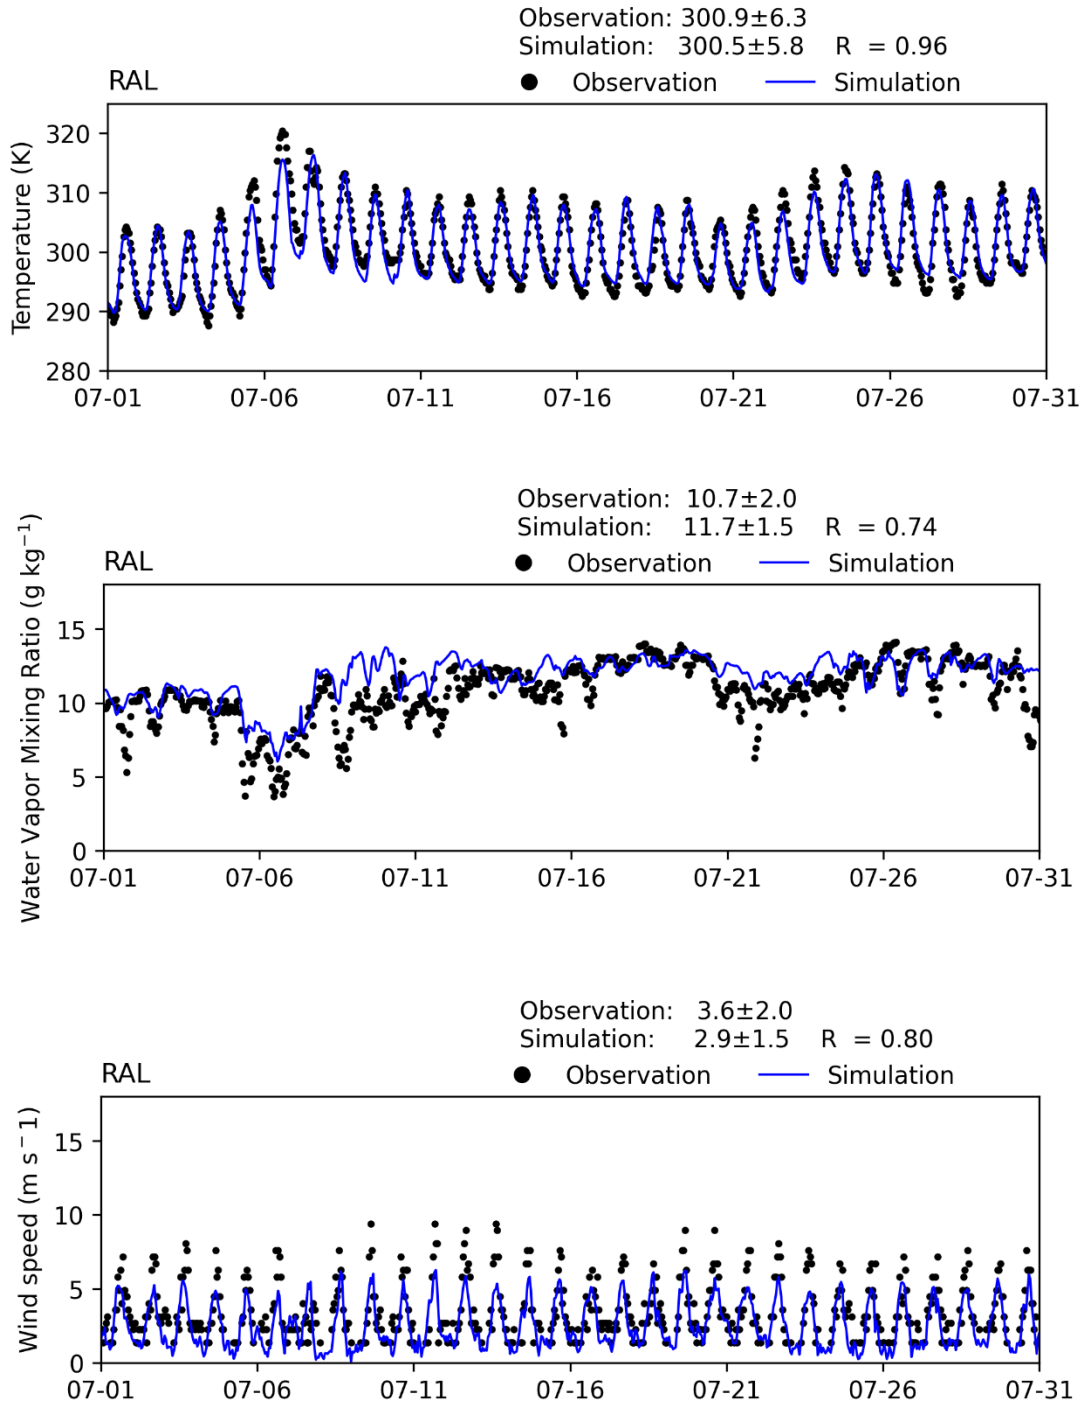 Observation: 300.9±6.3
Simulation: 300.5±5.8 R = 0.96
RAL
Observation Simulation
Temperature (K)
320
310
300
290
280
07-01 07-06 07-11 07-16 07-21 07-26 07-31
Observation: 10.7±2.0
Simulation: 11.7±1.5 R = 0.74
RAL
Observation Simulation
Water Vapor Mixing Ratio (g kg⁻¹)
15
10
5
0
07-01 07-06 07-11 07-16 07-21 07-26 07-31
Observation: 3.6±2.0
Simulation: 2.9±1.5 R = 0.80
RAL
Observation Simulation
Wind speed (m s⁻1)
15
10
5
0
07-01 07-06 07-11 07-16 07-21 07-26 07-31